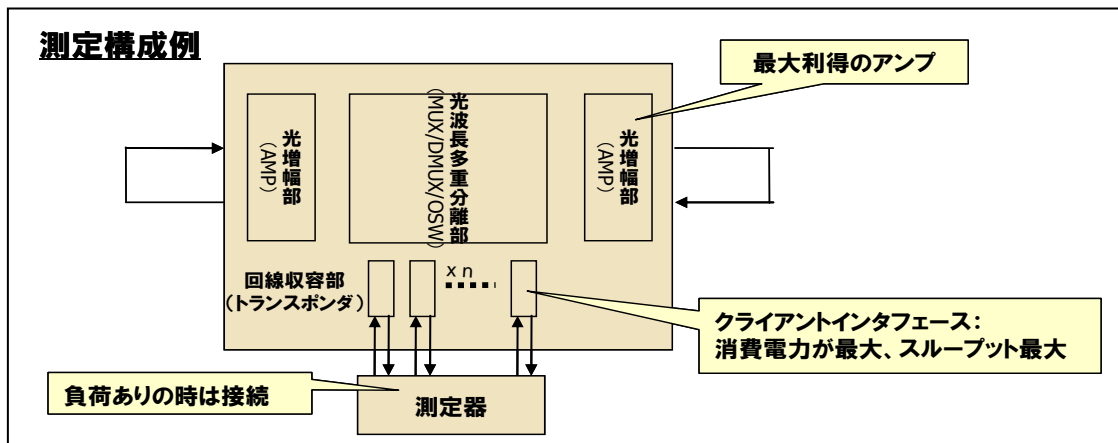 測定構成例
最大利得のアンプ
光増幅部
(AMP)
光波長多重分離部
(MUX/DMUX/OSW)
光増幅部
(AMP)
回線収容部
(トランスポンダ)
x n
クライアントインタフェース:
消費電力が最大、スループット最大
負荷ありの時は接続
測定器